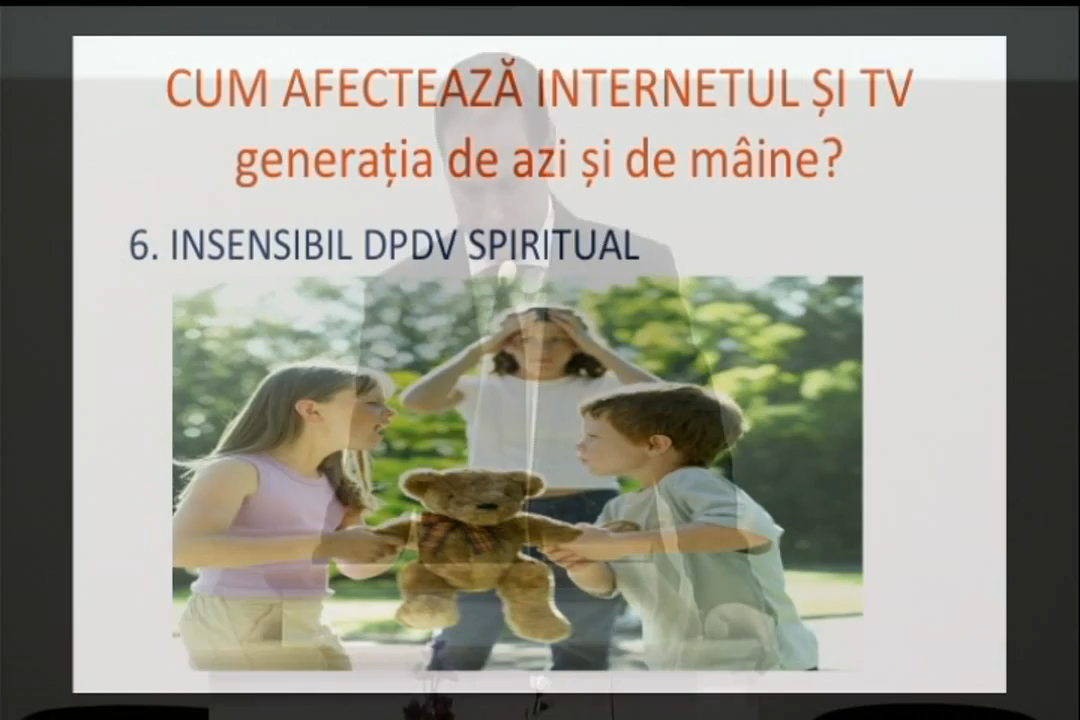 CUM AFECTEAZĂ INTERNETUL ȘI TV
generația de azi și de mâine?
6. INSENSIBIL DPDV SPIRITUAL